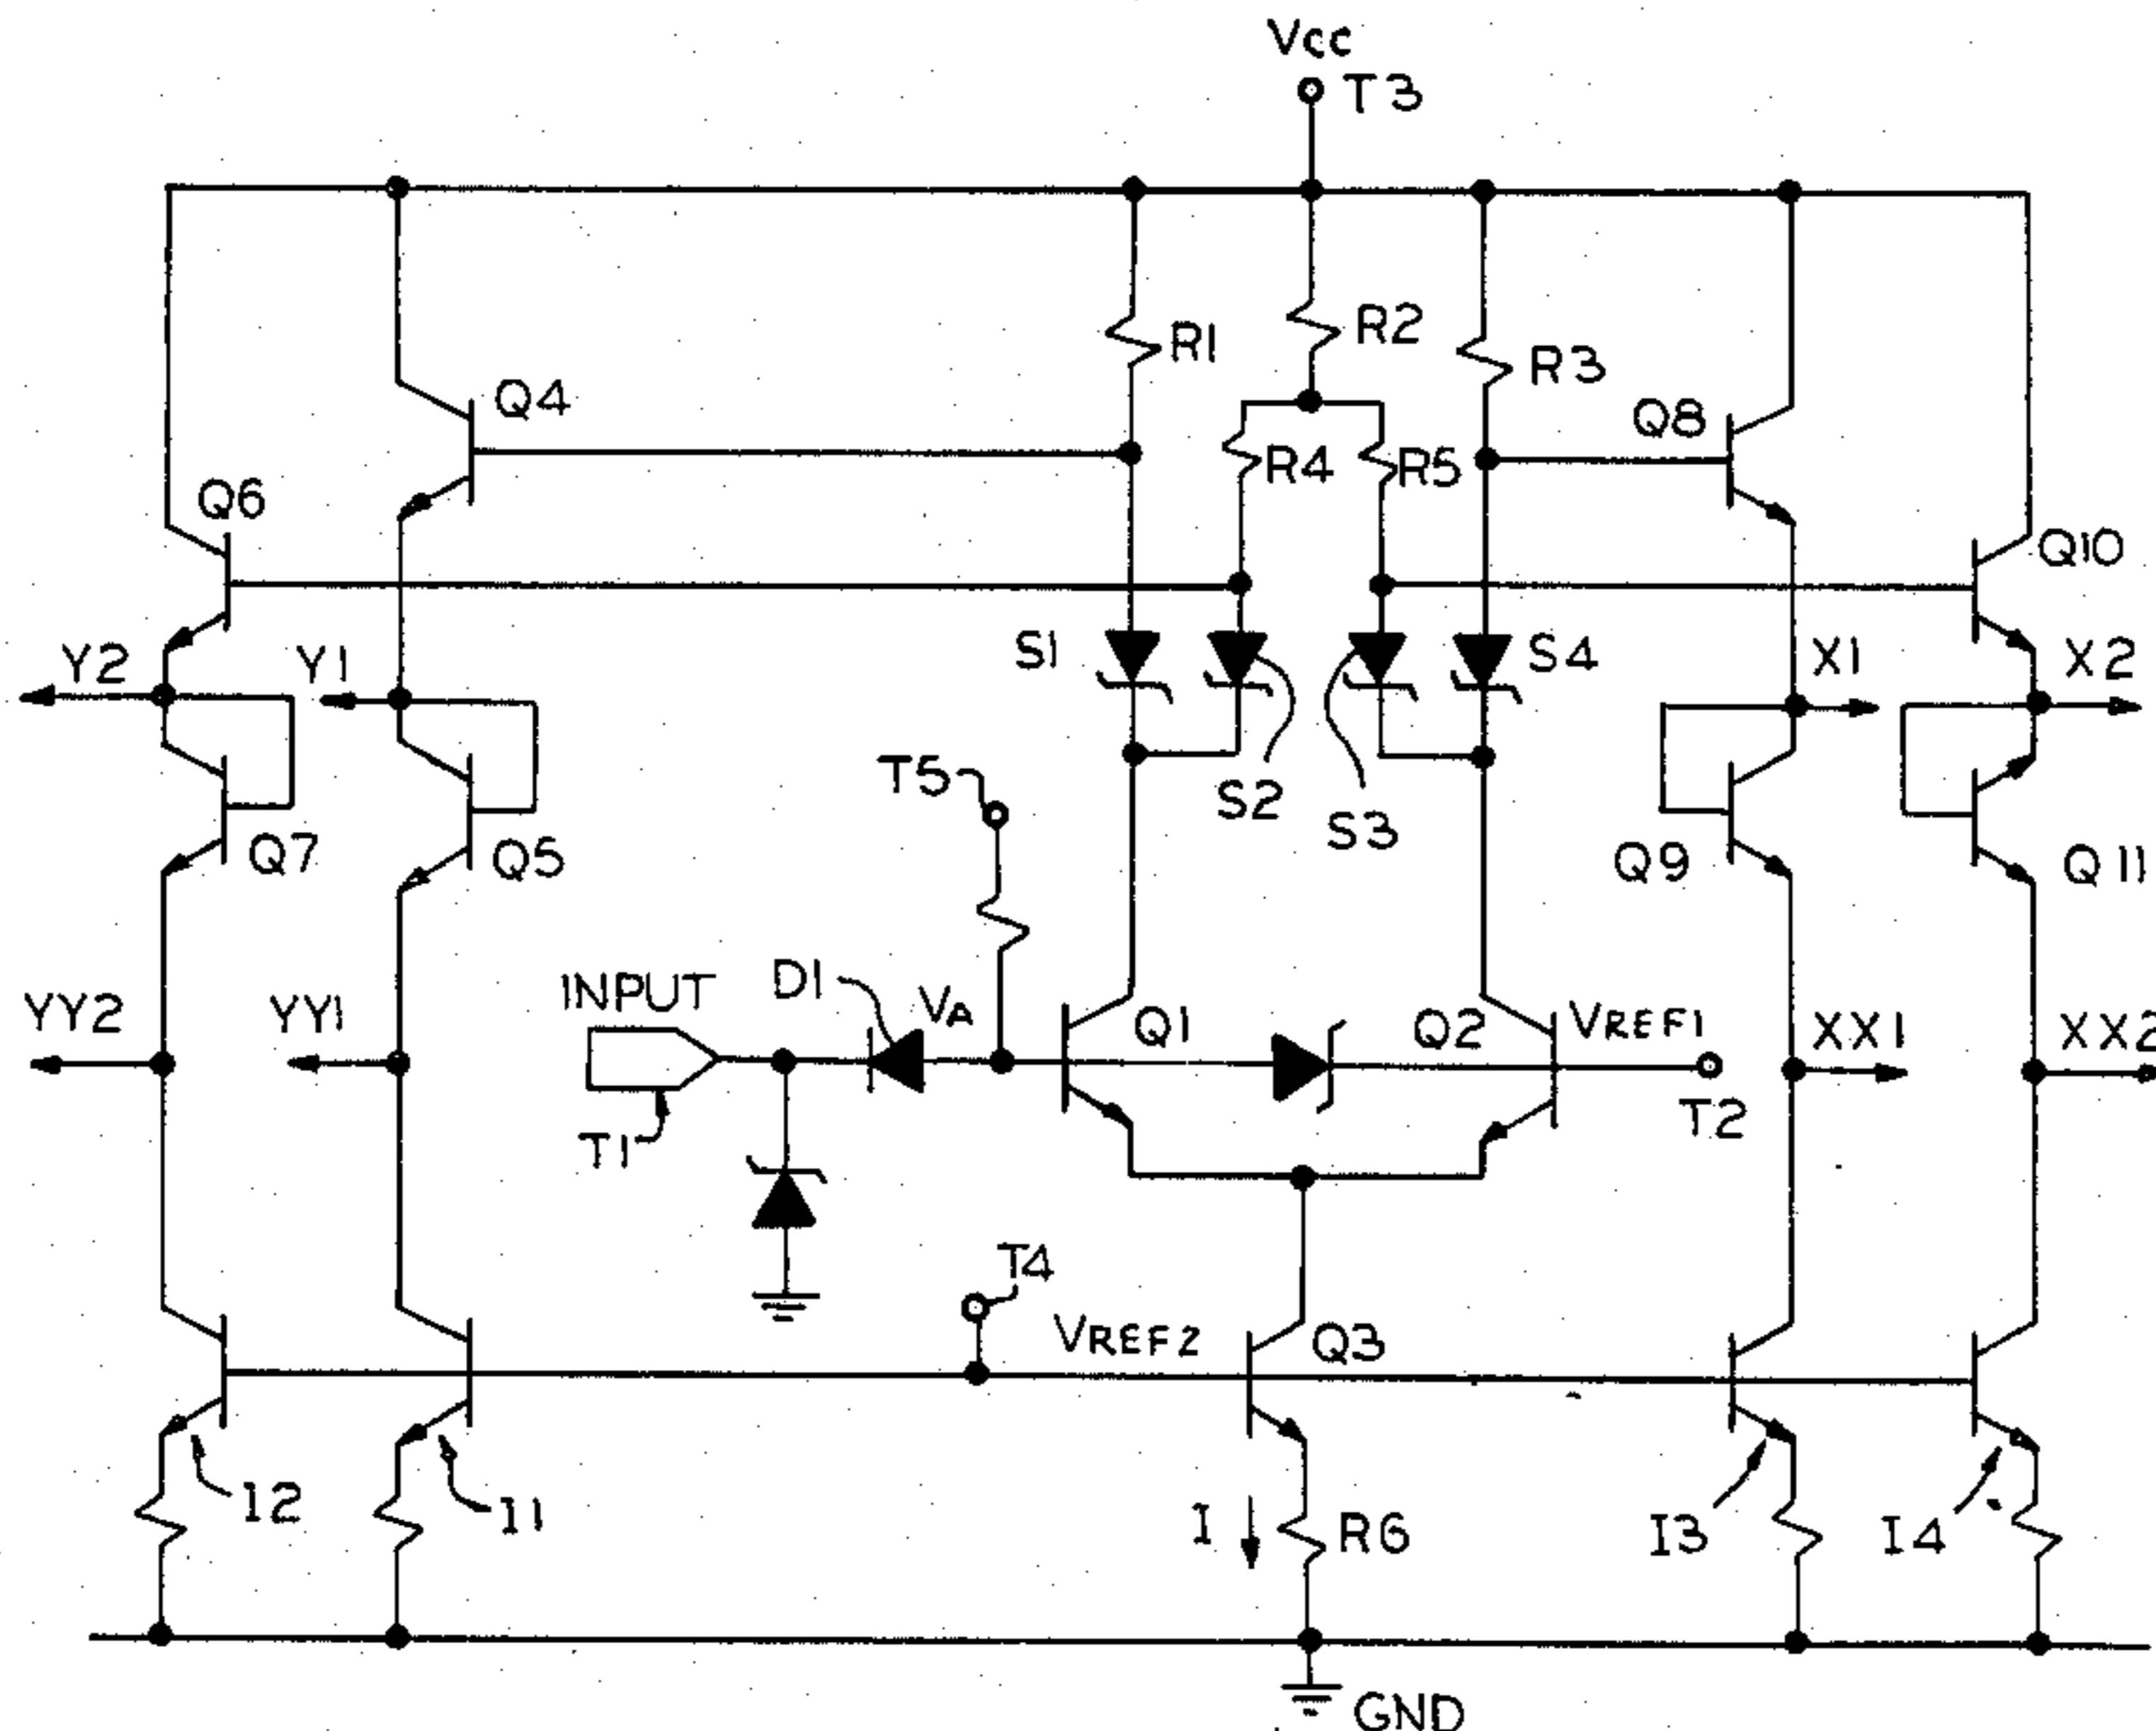 Vcc
T3
R1
R2
R3
Q4
Q8
R4
R5
Q6
Q10
Y2
Y1
S1
S4
X1
X2
T5
S2
S3
Q7
Q5
Q9
Q11
INPUT
D1
VA
Q1
Q2
VREF1
YY2
YY1
XX1
XX2
T1
T2
T4
VREF2
Q3
I2
I1
I
R6
I3
I4
GND